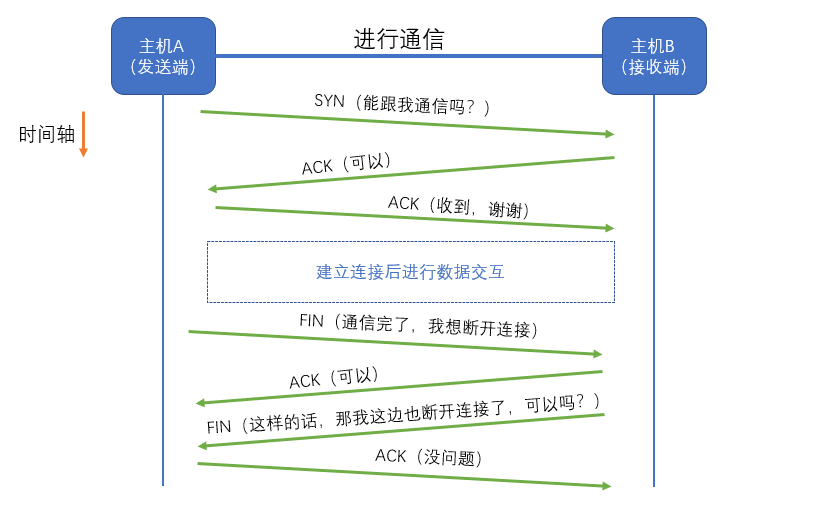 主机A
（发送端）
进行通信
主机B
（接收端）
时间轴
SYN（能跟我通信吗？）
ACK（可以）
ACK（收到，谢谢）
建立连接后进行数据交互
FIN（通信完了，我想断开连接）
ACK（可以）
FIN（这样的话，那我这边也断开连接了，可以吗？）
ACK（没问题）